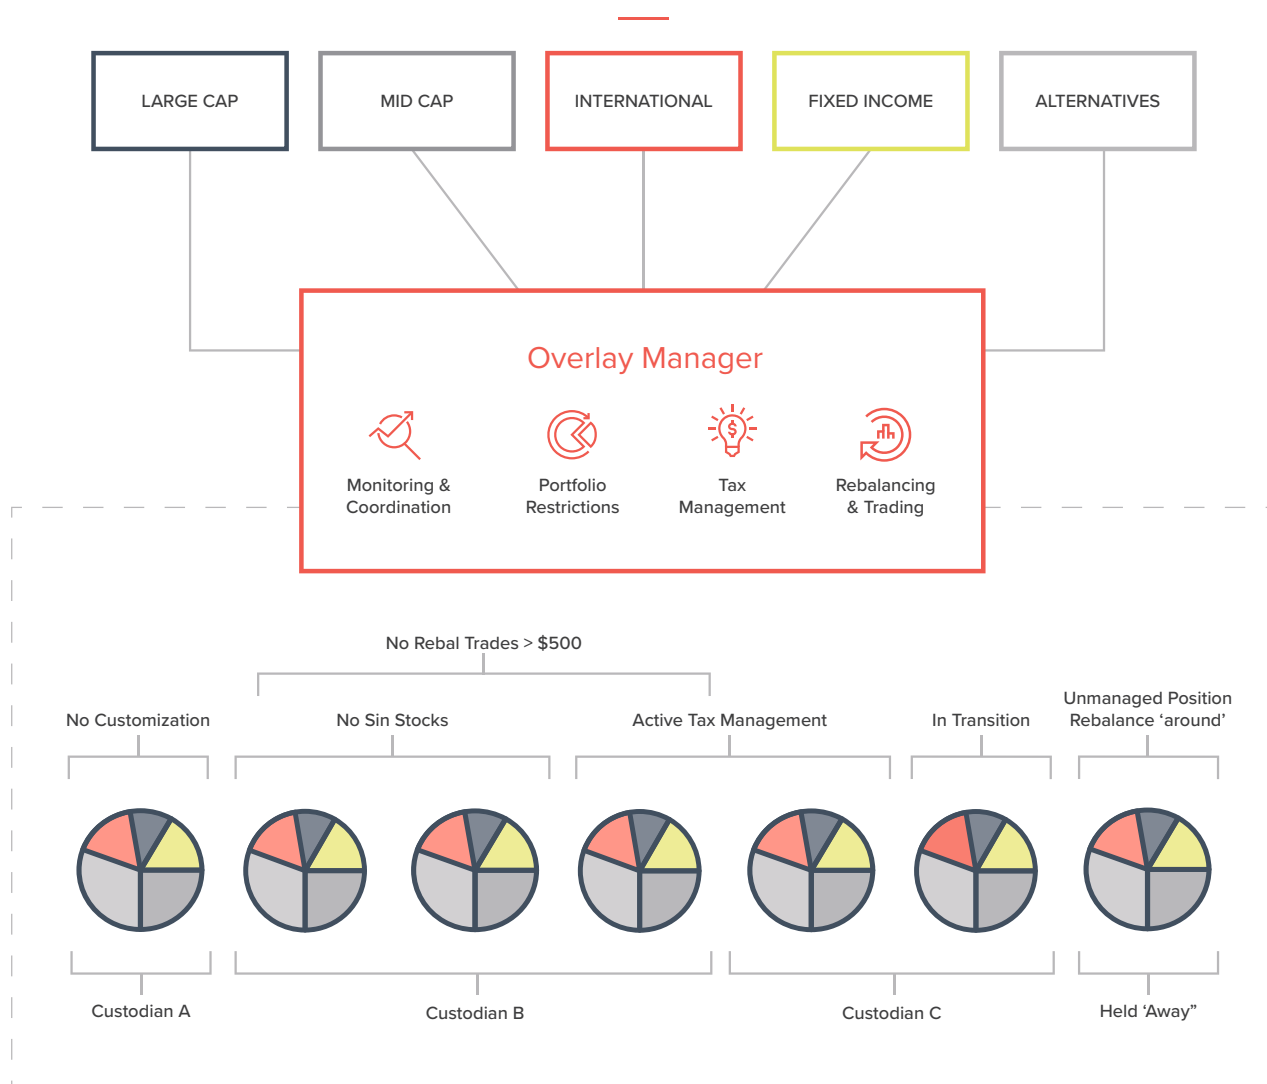 LARGE CAP
MID CAP
INTERNATIONAL
FIXED INCOME
ALTERNATIVES
Overlay Manager
$
Monitoring &
Coordination
Portfolio
Restrictions
Tax
Management
Rebalancing
& Trading
No Rebal Trades > $500
No Customization
No Sin Stocks
Active Tax Management
In Transition
Unmanaged Position
Rebalance ‘around’
Custodian A
Custodian B
Custodian C
Held ‘Away”